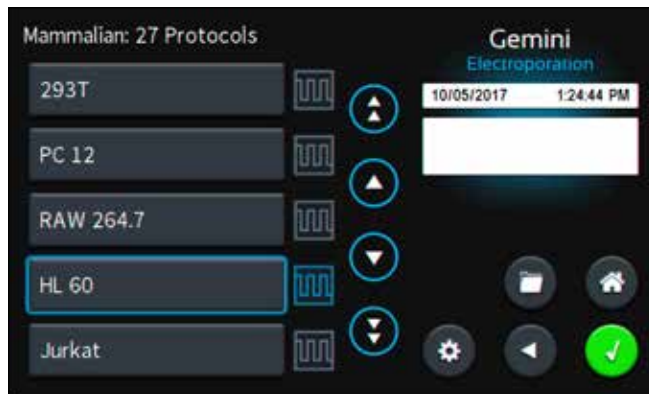 Mammalian: 27 Protocols
293T
PC 12
RAW 264.7
HL 60
Jurkat
Gemini
Electroporation
10/05/2017 1:24:44 PM